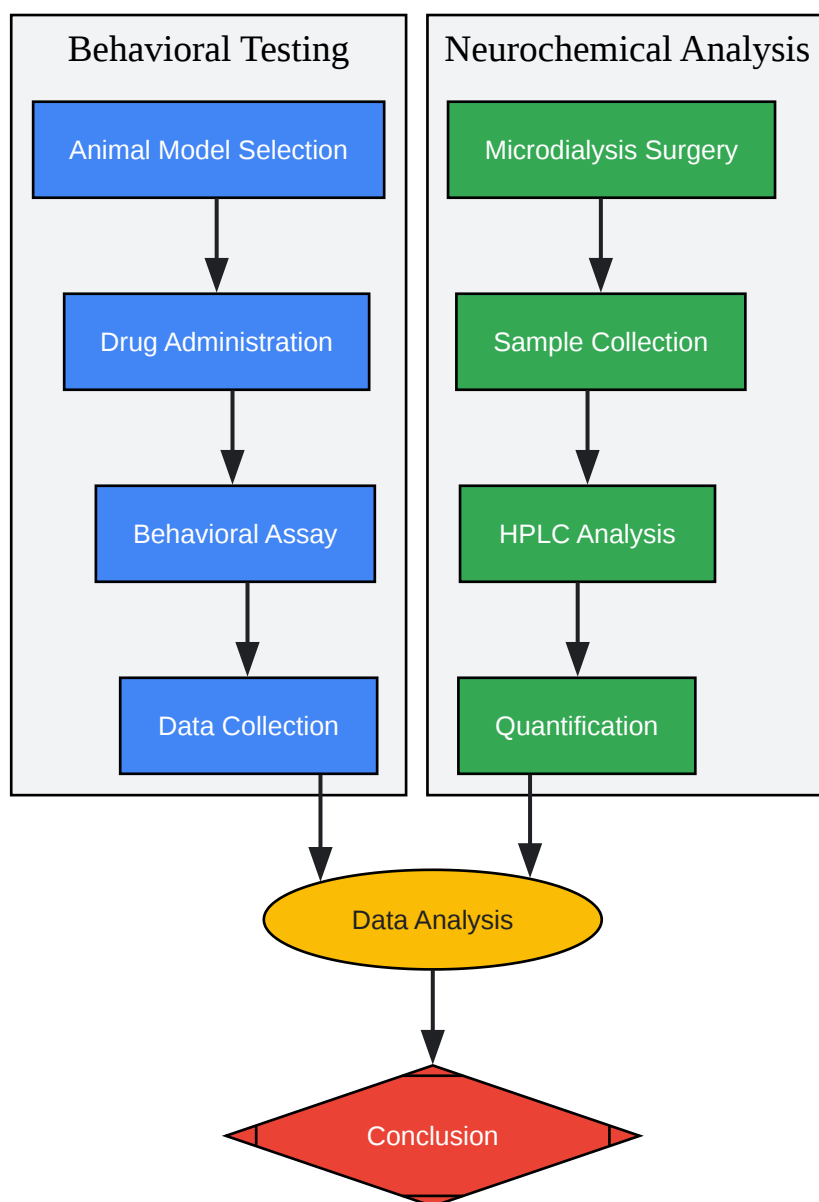 Behavioral Testing
Animal Model Selection
Drug Administration
Behavioral Assay
Data Collection
Neurochemical Analysis
Microdialysis Surgery
Sample Collection
HPLC Analysis
Quantification
Data Analysis
Conclusion